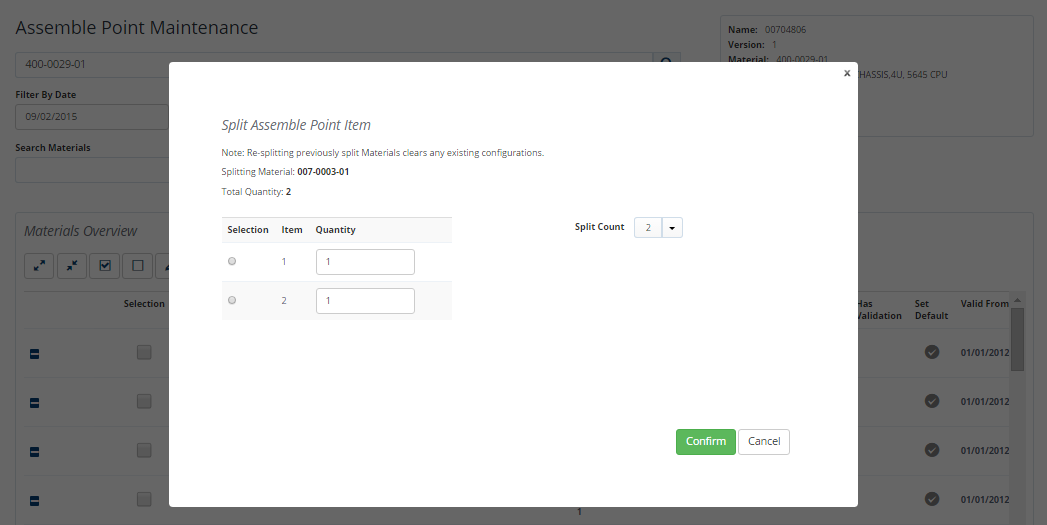 Assemble Point Maintenance
400-0029-01
Name: 00704806
Version: 1
Material: 400-0029-01
HASSIS,4U, 5645 CPU
Filter By Date
09/02/2015
Search Materials
x
Split Assemble Point Item
Note: Re-splitting previously split Materials clears any existing configurations.
Splitting Material: 007-0003-01
Total Quantity: 2
Selection Item Quantity
1 1
2 1
Split Count 2
Confirm Cancel
Materials Overview
Selection
Has Validation
Set Default
Valid From
01/01/2012
01/01/2012
01/01/2012
01/01/2012
1